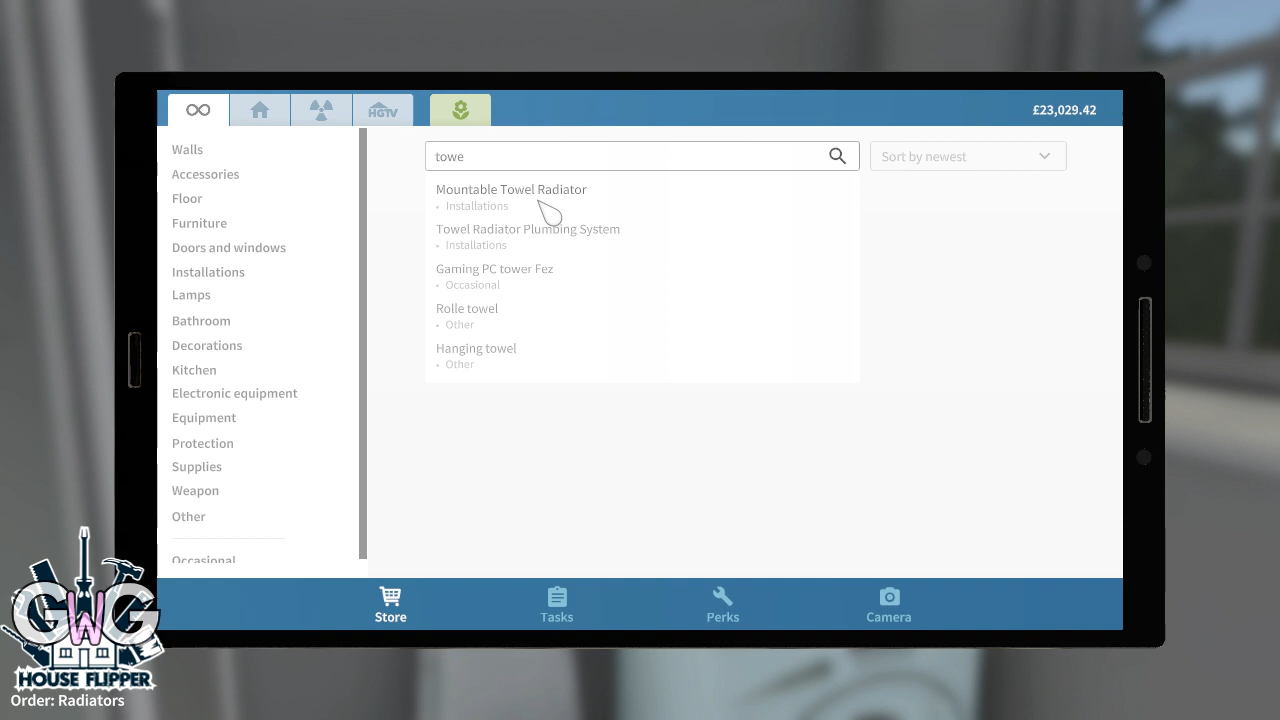 HGTV
£23,029.42
Walls
Accessories
Floor
Furniture
Doors and windows
Installations
Lamps
Bathroom
Decorations
Kitchen
Electronic equipment
Equipment
Protection
Supplies
Weapon
Other
Occasional
towe
Sort by newest
Mountable Towel Radiator
• Installations
Towel Radiator Plumbing System
• Installations
Gaming PC tower Fez
• Occasional
Rolle towel
• Other
Hanging towel
• Other
Store
Tasks
Perks
Camera
GWG
HOUSE FLIPPER
Order: Radiators